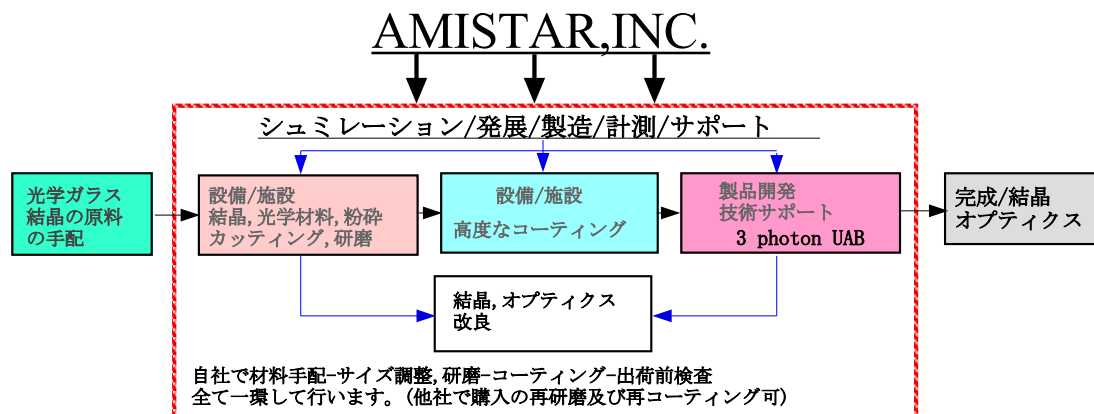 AMISTAR,INC.
シュミレーション/発展/製造/計測/サポート
光学ガラス
結晶の原料
の手配
設備/施設
結晶,光学材料,粉砕
カッティング,研磨
設備/施設
高度なコーティング
製品開発
技術サポート
3 photon UAB
完成/結晶
オプティクス
結晶,オプティクス
改良
自社で材料手配-サイズ調整,研磨-コーティング-出荷前検査
全て一環して行います。(他社で購入の再研磨及び再コーティング可)